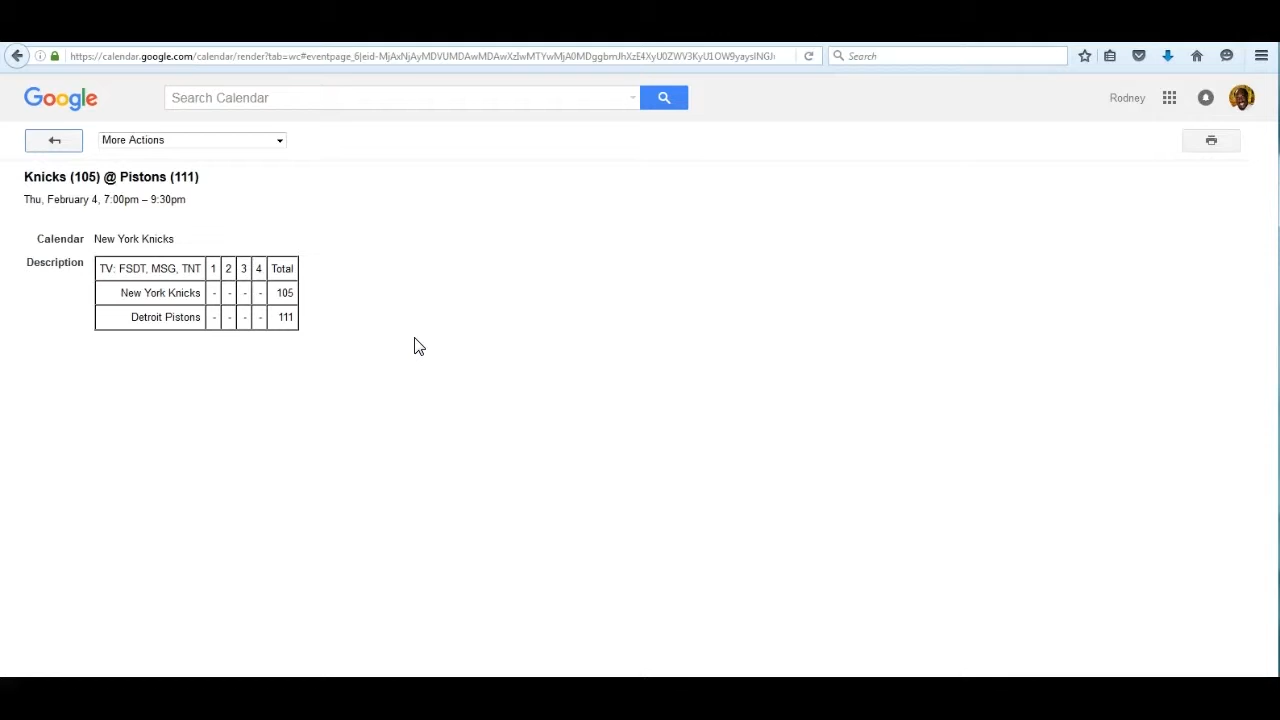 Search
Google
Search Calendar
Rodney
More Actions
Knicks (105) @ Pistons (111)
Thu, February 4, 7:00pm – 9:30pm
Calendar New York Knicks
Description
TV: FSDT, MSG, TNT 1 2 3 4 Total
New York Knicks - - - - 105
Detroit Pistons - - - - 111